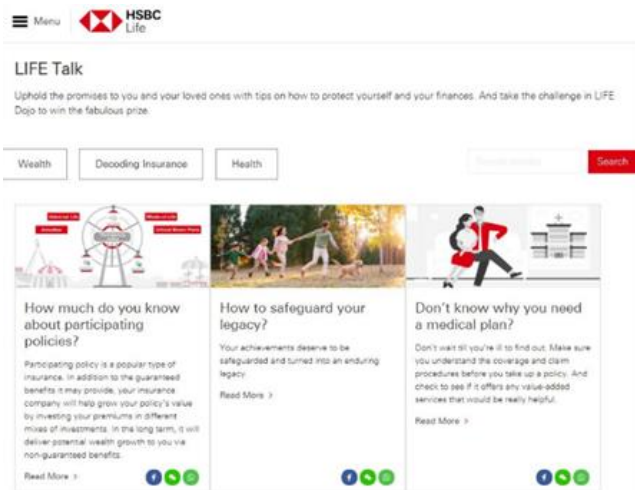 Menu
HSBC
Life
LIFE Talk
Uphold the promises to you and your loved ones with tips on how to protect yourself and your finances. And take the challenge in LIFE
Dojo to win the fabulous prize.
Wealth
Decoding Insurance
Health
Search
How much do you know
about participating
policies?
Participating policy is a popular type of
insurance. In addition to the guaranteed
benefits it may provide, your insurance
company will help grow your policy's value
by investing your premiums in different
mixes of investments. In the long term, it will
deliver potential wealth growth to you via
non-guaranteed benefits.
Read More >
How to safeguard your
legacy?
Your achievements deserve to be
safeguarded and turned into an enduring
legacy.
Read More >
Don't know why you need
a medical plan?
Don't wait till you're ill to find out. Make sure
you understand the coverage and claim
procedures before you take up a policy. And
check to see if it offers any value-added
services that would be really helpful.
Read More >